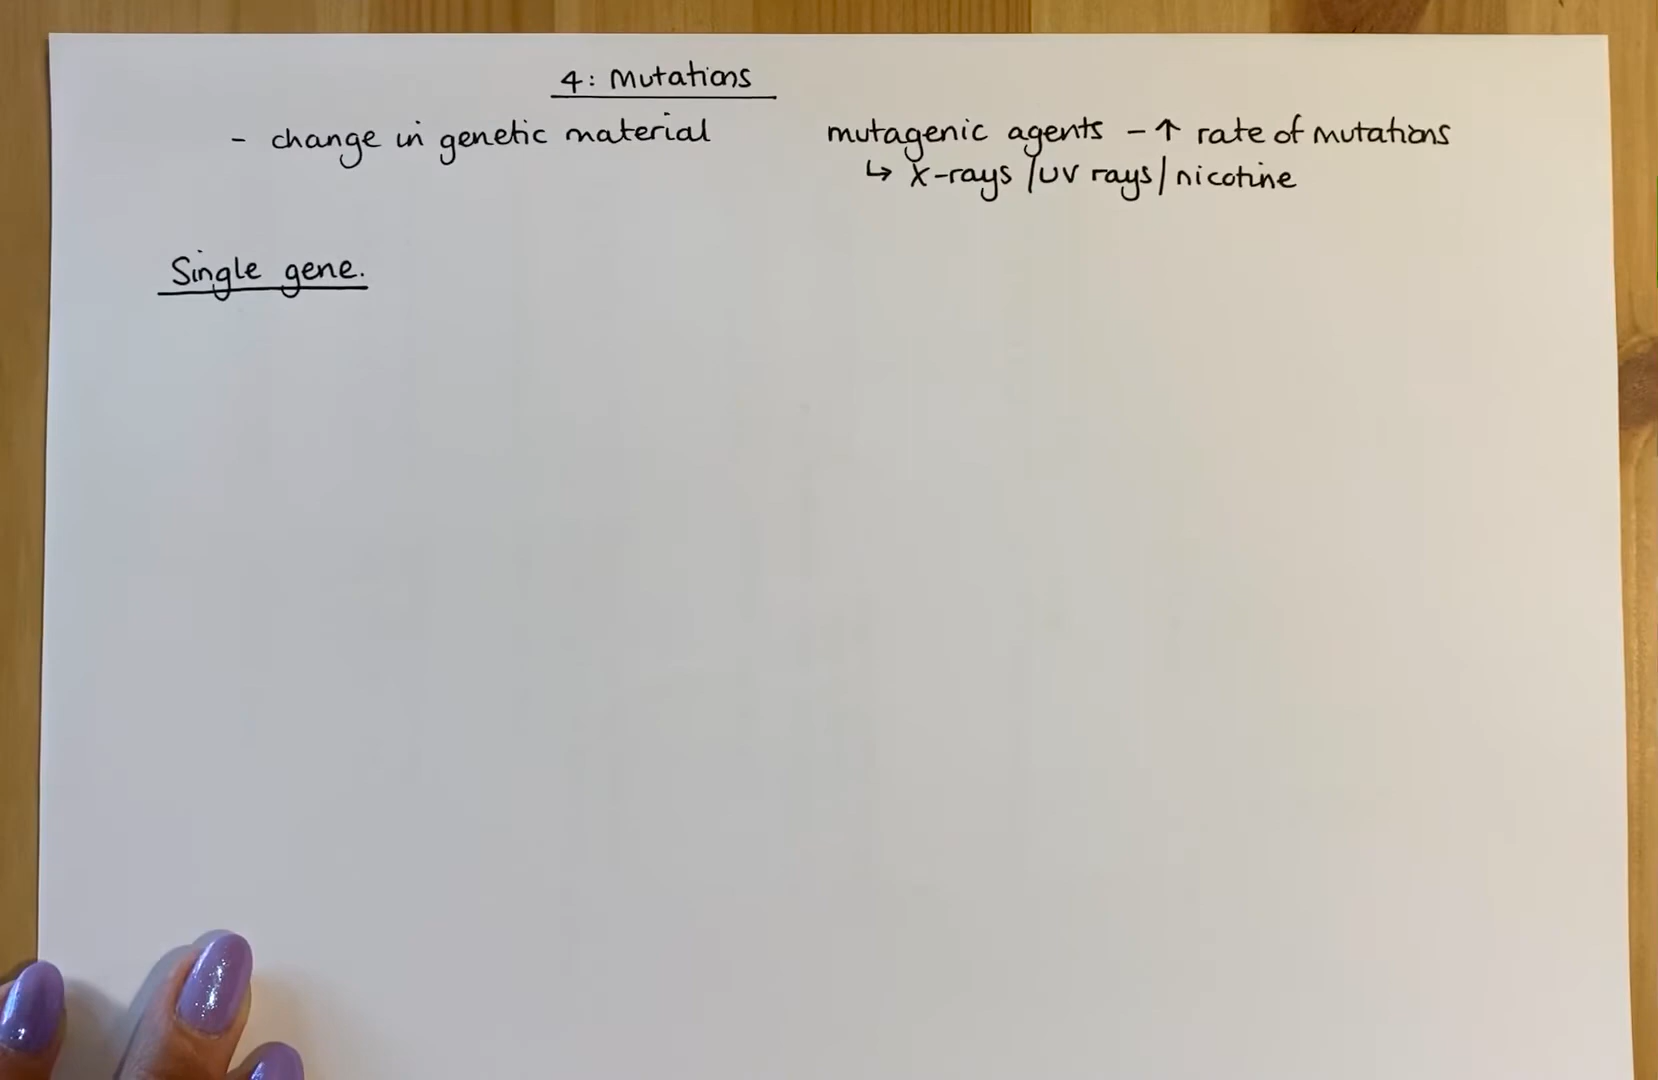 4: Mutations
- change in genetic material
mutagenic agents - ↑ rate of mutations
↳ X-rays / UV rays / nicotine
Single gene.